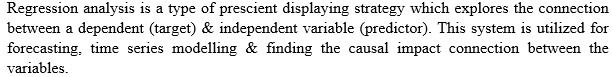 Regression analysis is a type of prescient displaying strategy which explores the connection
between a dependent (target) & independent variable (predictor). This system is utilized for
forecasting, time series modelling & finding the causal impact connection between the
variables.